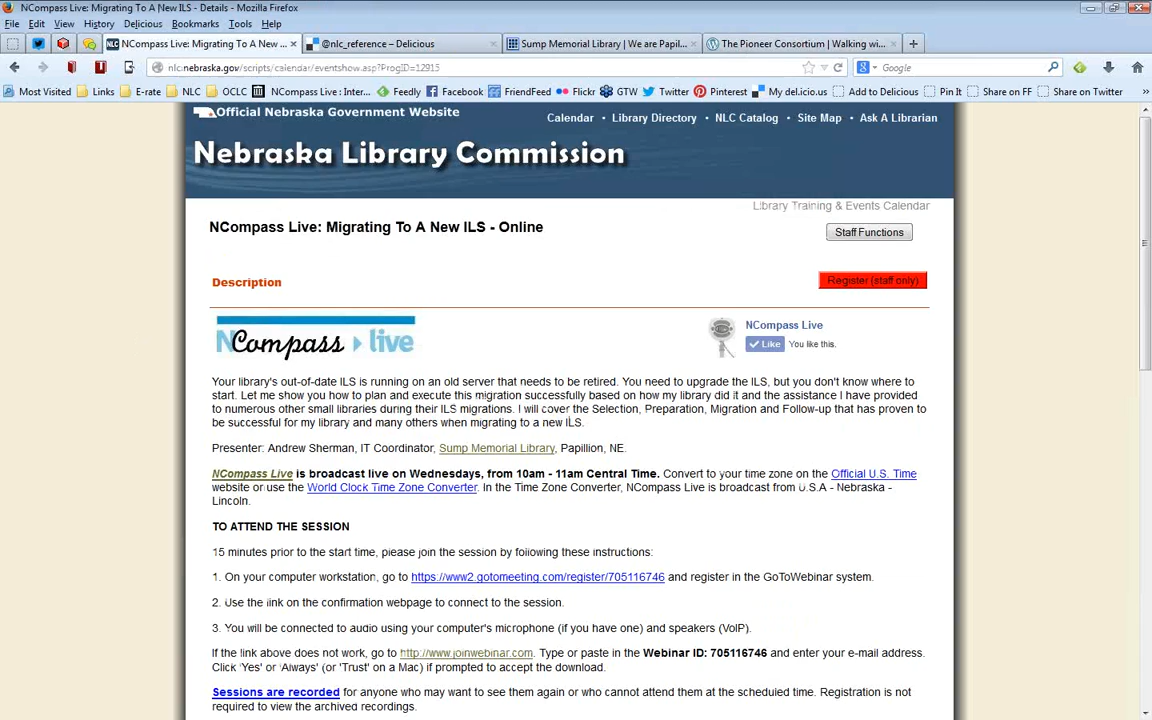 NCompass Live: Migrating To A New ILS - Details - Mozilla Firefox
File Edit View History Delicious Bookmarks Tools Help
NCompass Live: Migrating To A New ... × @nlc_reference – Delicious × Sump Memorial Library | We are Papil... × The Pioneer Consortium | Walking wi... × +
nlc.nebraska.gov/scripts/calendar/eventshow.asp?ProgID=12915 Google
Most Visited Links E-rate NLC OCLC NCompass Live : Inter... Feedly Facebook FriendFeed Flickr GTW Twitter Pinterest My del.icio.us Add to Delicious Pin It Share on FF Share on Twitter »
Official Nebraska Government Website
Calendar • Library Directory • NLC Catalog • Site Map • Ask A Librarian
Nebraska Library Commission
Library Training & Events Calendar
NCompass Live: Migrating To A New ILS - Online
Staff Functions
Description
Register (staff only)
NCompass live
NCompass Live
Like You like this.
Your library's out-of-date ILS is running on an old server that needs to be retired. You need to upgrade the ILS, but you don't know where to
start. Let me show you how to plan and execute this migration successfully based on how my library did it and the assistance I have provided
to numerous other small libraries during their ILS migrations. I will cover the Selection, Preparation, Migration and Follow-up that has proven to
be successful for my library and many others when migrating to a new ILS.
Presenter: Andrew Sherman, IT Coordinator, Sump Memorial Library, Papillion, NE.
NCompass Live is broadcast live on Wednesdays, from 10am - 11am Central Time. Convert to your time zone on the Official U.S. Time
website or use the World Clock Time Zone Converter. In the Time Zone Converter, NCompass Live is broadcast from U.S.A - Nebraska -
Lincoln.
TO ATTEND THE SESSION
15 minutes prior to the start time, please join the session by following these instructions:
1. On your computer workstation, go to https://www2.gotomeeting.com/register/705116746 and register in the GoToWebinar system.
2. Use the link on the confirmation webpage to connect to the session.
3. You will be connected to audio using your computer's microphone (if you have one) and speakers (VoIP).
If the link above does not work, go to http://www.joinwebinar.com. Type or paste in the Webinar ID: 705116746 and enter your e-mail address.
Click 'Yes' or 'Always' (or 'Trust' on a Mac) if prompted to accept the download.
Sessions are recorded for anyone who may want to see them again or who cannot attend them at the scheduled time. Registration is not
required to view the archived recordings.